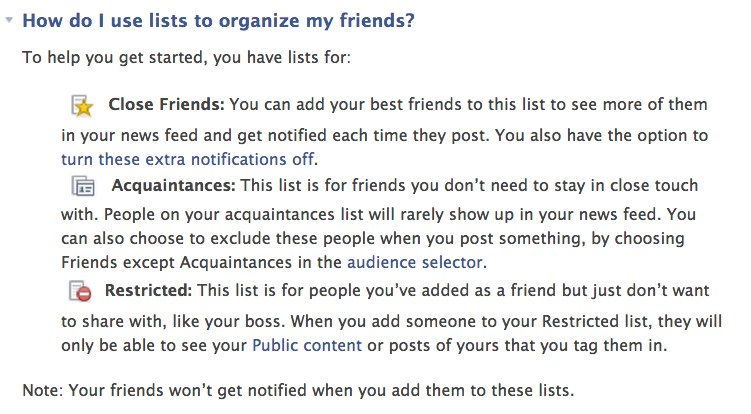 How do I use lists to organize my friends?
To help you get started, you have lists for:
Close Friends: You can add your best friends to this list to see more of them
in your news feed and get notified each time they post. You also have the option to
turn these extra notifications off.
Acquaintances: This list is for friends you don’t need to stay in close touch
with. People on your acquaintances list will rarely show up in your news feed. You
can also choose to exclude these people when you post something, by choosing
Friends except Acquaintances in the audience selector.
Restricted: This list is for people you’ve added as a friend but just don’t want
to share with, like your boss. When you add someone to your Restricted list, they will
only be able to see your Public content or posts of yours that you tag them in.
Note: Your friends won’t get notified when you add them to these lists.